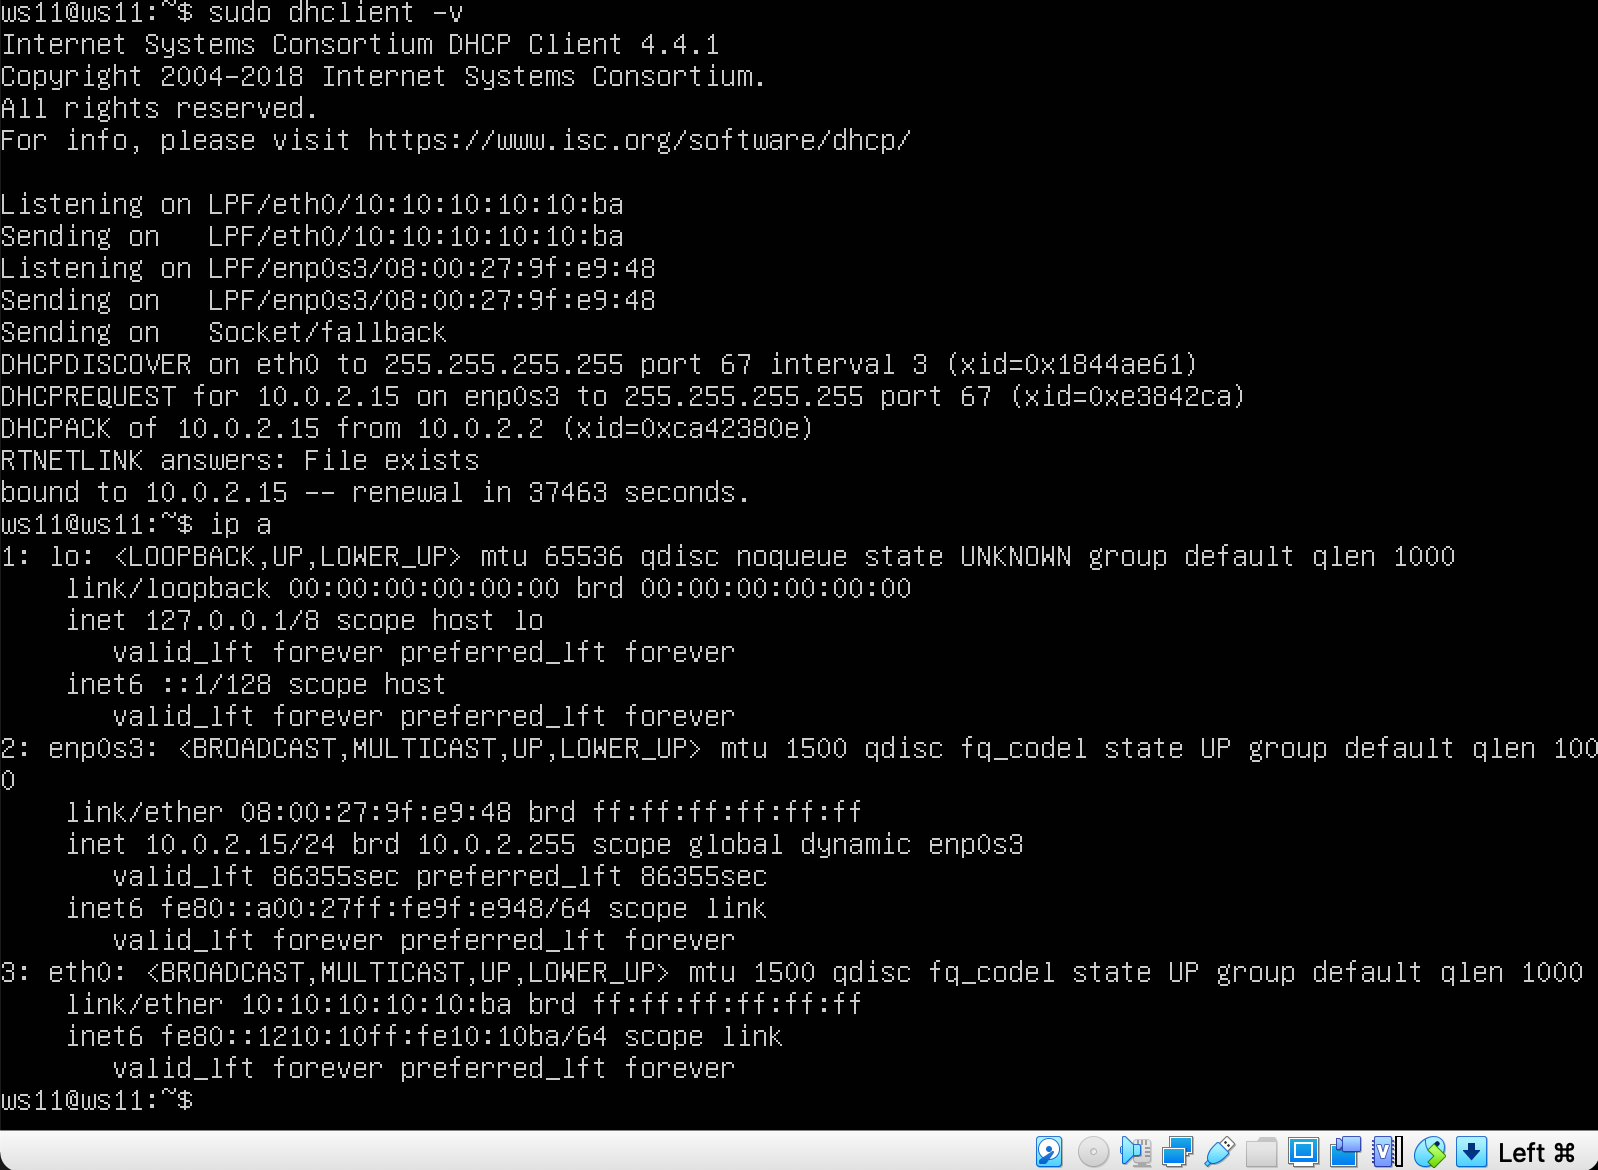 ws11@ws11:~$ sudo dhclient -v
Internet Systems Consortium DHCP Client 4.4.1
Copyright 2004-2018 Internet Systems Consortium.
All rights reserved.
For info, please visit https://www.isc.org/software/dhcp/

Listening on LPF/eth0/10:10:10:10:10:ba
Sending on   LPF/eth0/10:10:10:10:10:ba
Listening on LPF/enp0s3/08:00:27:9f:e9:48
Sending on   LPF/enp0s3/08:00:27:9f:e9:48
Sending on   Socket/fallback
DHCPDISCOVER on eth0 to 255.255.255.255 port 67 interval 3 (xid=0x1844ae61)
DHCPREQUEST for 10.0.2.15 on enp0s3 to 255.255.255.255 port 67 (xid=0xe3842ca)
DHCPACK of 10.0.2.15 from 10.0.2.2 (xid=0xca42380e)
RTNETLINK answers: File exists
bound to 10.0.2.15 -- renewal in 37463 seconds.
ws11@ws11:~$ ip a
1: lo: <LOOPBACK,UP,LOWER_UP> mtu 65536 qdisc noqueue state UNKNOWN group default qlen 1000
    link/loopback 00:00:00:00:00:00 brd 00:00:00:00:00:00
    inet 127.0.0.1/8 scope host lo
       valid_lft forever preferred_lft forever
    inet6 ::1/128 scope host
       valid_lft forever preferred_lft forever
2: enp0s3: <BROADCAST,MULTICAST,UP,LOWER_UP> mtu 1500 qdisc fq_codel state UP group default qlen 100
0
    link/ether 08:00:27:9f:e9:48 brd ff:ff:ff:ff:ff:ff
    inet 10.0.2.15/24 brd 10.0.2.255 scope global dynamic enp0s3
       valid_lft 86355sec preferred_lft 86355sec
    inet6 fe80::a00:27ff:fe9f:e948/64 scope link
       valid_lft forever preferred_lft forever
3: eth0: <BROADCAST,MULTICAST,UP,LOWER_UP> mtu 1500 qdisc fq_codel state UP group default qlen 1000
    link/ether 10:10:10:10:10:ba brd ff:ff:ff:ff:ff:ff
    inet6 fe80::1210:10ff:fe10:10ba/64 scope link
       valid_lft forever preferred_lft forever
ws11@ws11:~$
Left ⌘